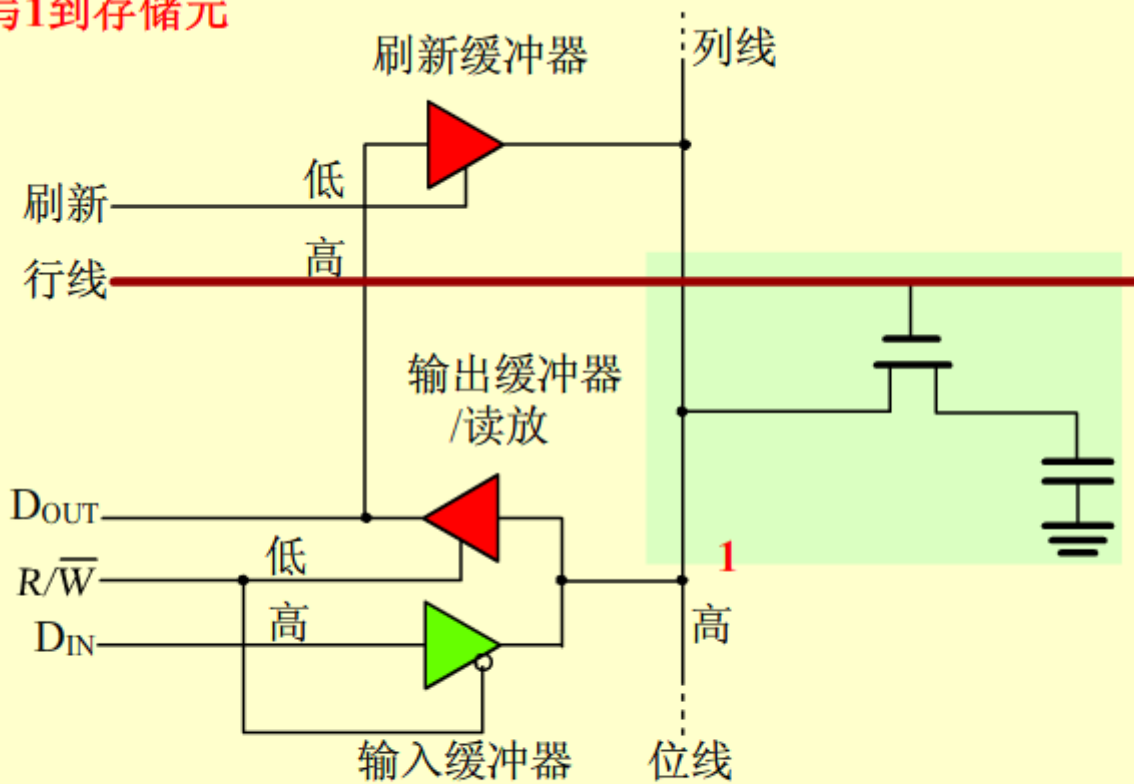 写1到存储元
刷新缓冲器
列线
低
刷新
高
行线
输出缓冲器
/读放
DOUT
低
R/W̅
1
高
DIN
高
输入缓冲器
位线